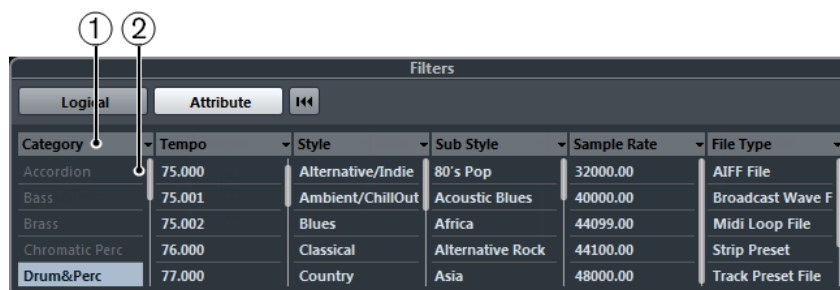 1 2
Filters
Logical Attribute
Category Tempo Style Sub Style Sample Rate File Type
Accordion 75.000 Alternative/Indie 80's Pop 32000.00 AIFF File
Bass 75.001 Ambient/ChillOut Acoustic Blues 40000.00 Broadcast Wave F
Brass 75.002 Blues Africa 44099.00 Midi Loop File
Chromatic Perc 76.000 Classical Alternative Rock 44100.00 Strip Preset
Drum&Perc 77.000 Country Asia 48000.00 Track Preset File